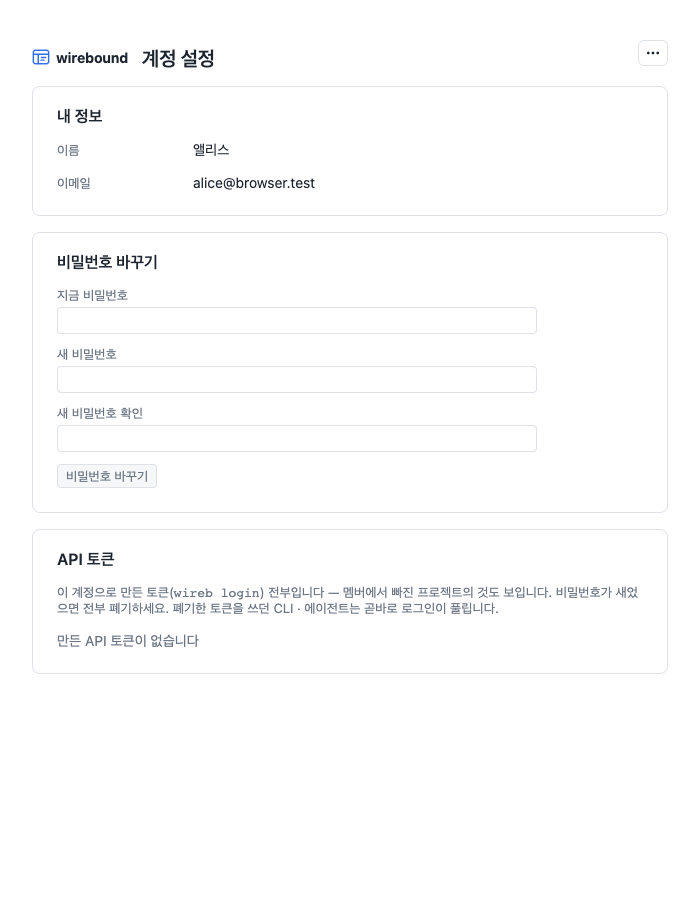 wirebound 계정 설정
내 정보
이름 앨리스
이메일 alice@browser.test
비밀번호 바꾸기
지금 비밀번호
새 비밀번호
새 비밀번호 확인
비밀번호 바꾸기
API 토큰
이 계정으로 만든 토큰(wireb login) 전부입니다 — 멤버에서 빠진 프로젝트의 것도 보입니다. 비밀번호가 새었
으면 전부 폐기하세요. 폐기한 토큰을 쓰던 CLI · 에이전트는 곧바로 로그인이 풀립니다.
만든 API 토큰이 없습니다